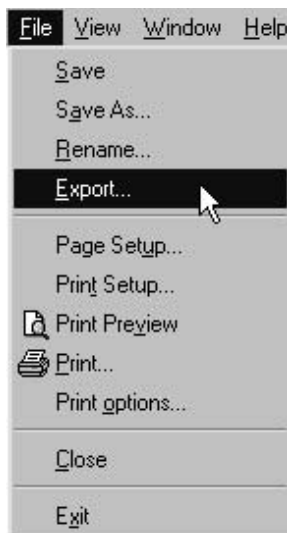 File View Window Help
Save
Save As...
Rename...
Export...
Page Setup...
Print Setup...
Print Preview
Print...
Print options...
Close
Exit